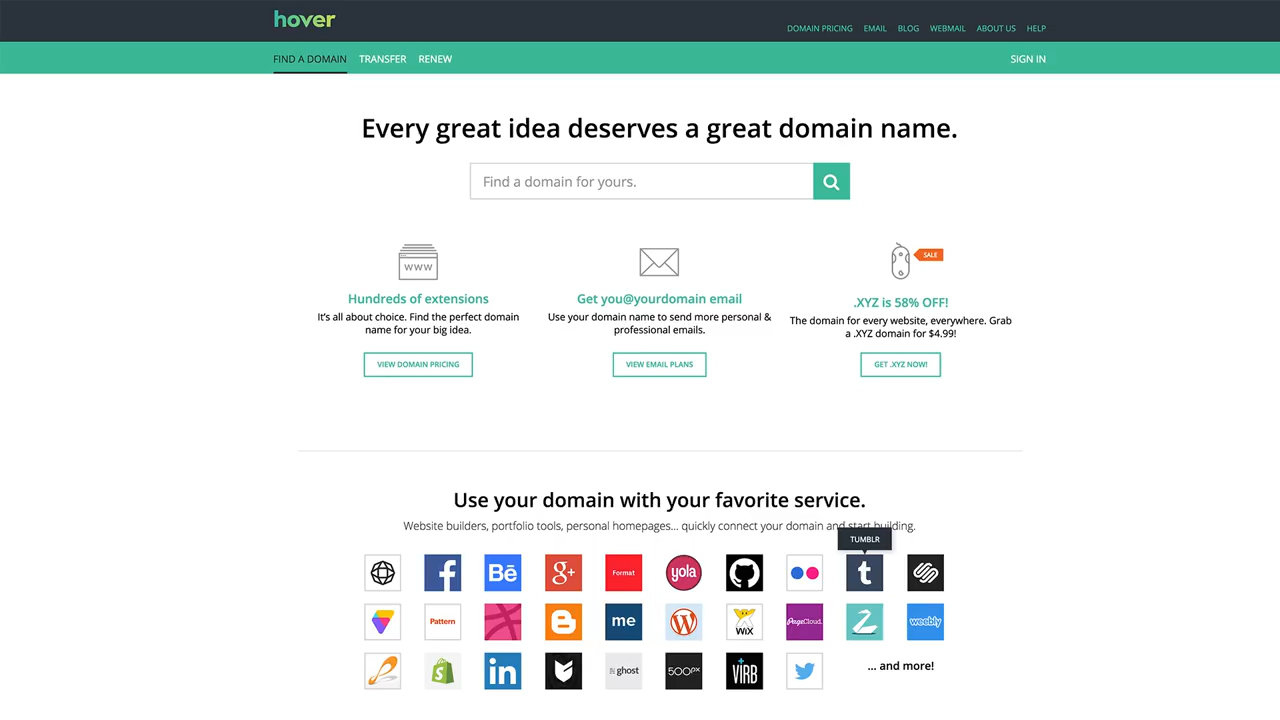 hover
DOMAIN PRICING EMAIL BLOG WEBMAIL ABOUT US HELP
FIND A DOMAIN TRANSFER RENEW SIGN IN
Every great idea deserves a great domain name.
Find a domain for yours.
www
SALE
Hundreds of extensions
It's all about choice. Find the perfect domain
name for your big idea.
VIEW DOMAIN PRICING
Get you@yourdomain email
Use your domain name to send more personal &
professional emails.
VIEW EMAIL PLANS
.XYZ is 58% OFF!
The domain for every website, everywhere. Grab
a .XYZ domain for $4.99!
GET .XYZ NOW!
Use your domain with your favorite service.
Website builders, portfolio tools, personal homepages... quickly connect your domain and start building.
TUMBLR
f Bē g+ Format yola t
Pattern me W WiX PageCloud. Z weebly
S in ghost 500px VIRB ... and more!